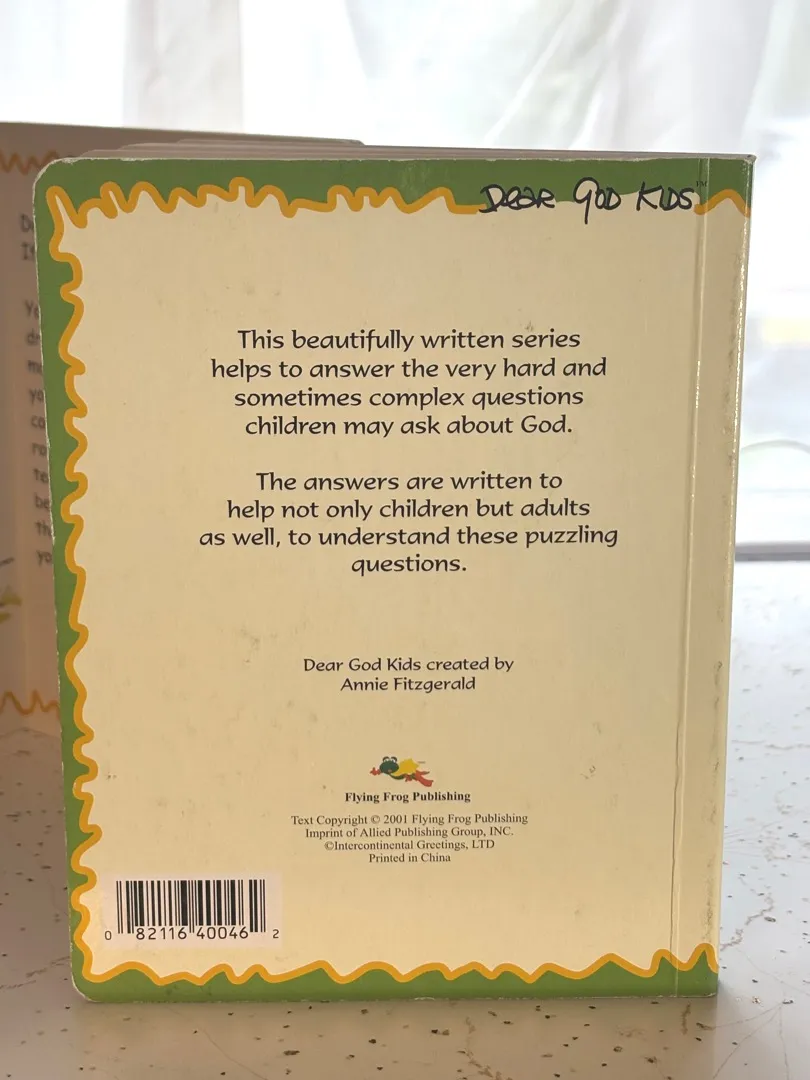 DEAR GOD KIDS™
This beautifully written series
helps to answer the very hard and
sometimes complex questions
children may ask about God.
The answers are written to
help not only children but adults
as well, to understand these puzzling
questions.
Dear God Kids created by
Annie Fitzgerald
Flying Frog Publishing
Text Copyright © 2001 Flying Frog Publishing
Imprint of Allied Publishing Group, INC.
©Intercontinental Greetings, LTD
Printed in China
0 82116 40046 2